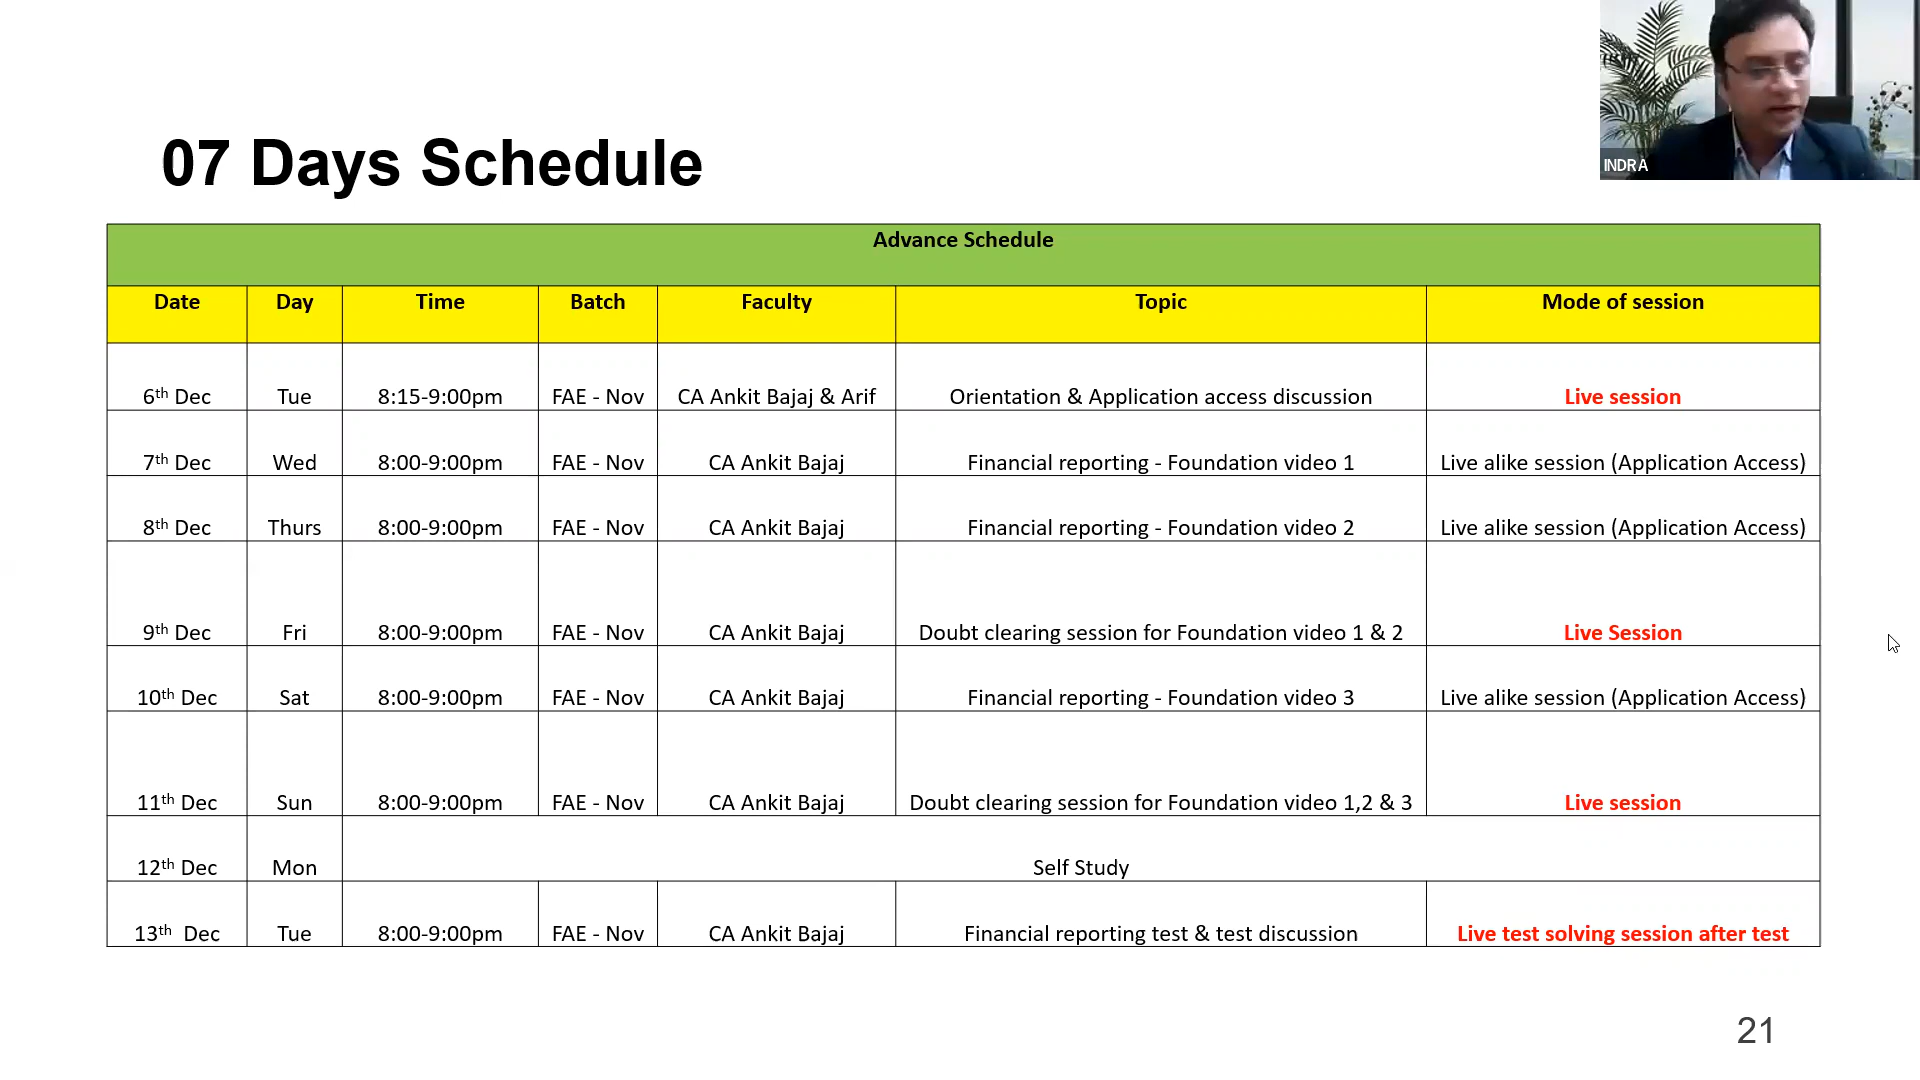 INDRA
07 Days Schedule
Advance Schedule
Date Day Time Batch Faculty Topic Mode of session
6th Dec Tue 8:15-9:00pm FAE - Nov CA Ankit Bajaj & Arif Orientation & Application access discussion Live session
7th Dec Wed 8:00-9:00pm FAE - Nov CA Ankit Bajaj Financial reporting - Foundation video 1 Live alike session (Application Access)
8th Dec Thurs 8:00-9:00pm FAE - Nov CA Ankit Bajaj Financial reporting - Foundation video 2 Live alike session (Application Access)
9th Dec Fri 8:00-9:00pm FAE - Nov CA Ankit Bajaj Doubt clearing session for Foundation video 1 & 2 Live Session
10th Dec Sat 8:00-9:00pm FAE - Nov CA Ankit Bajaj Financial reporting - Foundation video 3 Live alike session (Application Access)
11th Dec Sun 8:00-9:00pm FAE - Nov CA Ankit Bajaj Doubt clearing session for Foundation video 1,2 & 3 Live session
12th Dec Mon Self Study
13th Dec Tue 8:00-9:00pm FAE - Nov CA Ankit Bajaj Financial reporting test & test discussion Live test solving session after test
21